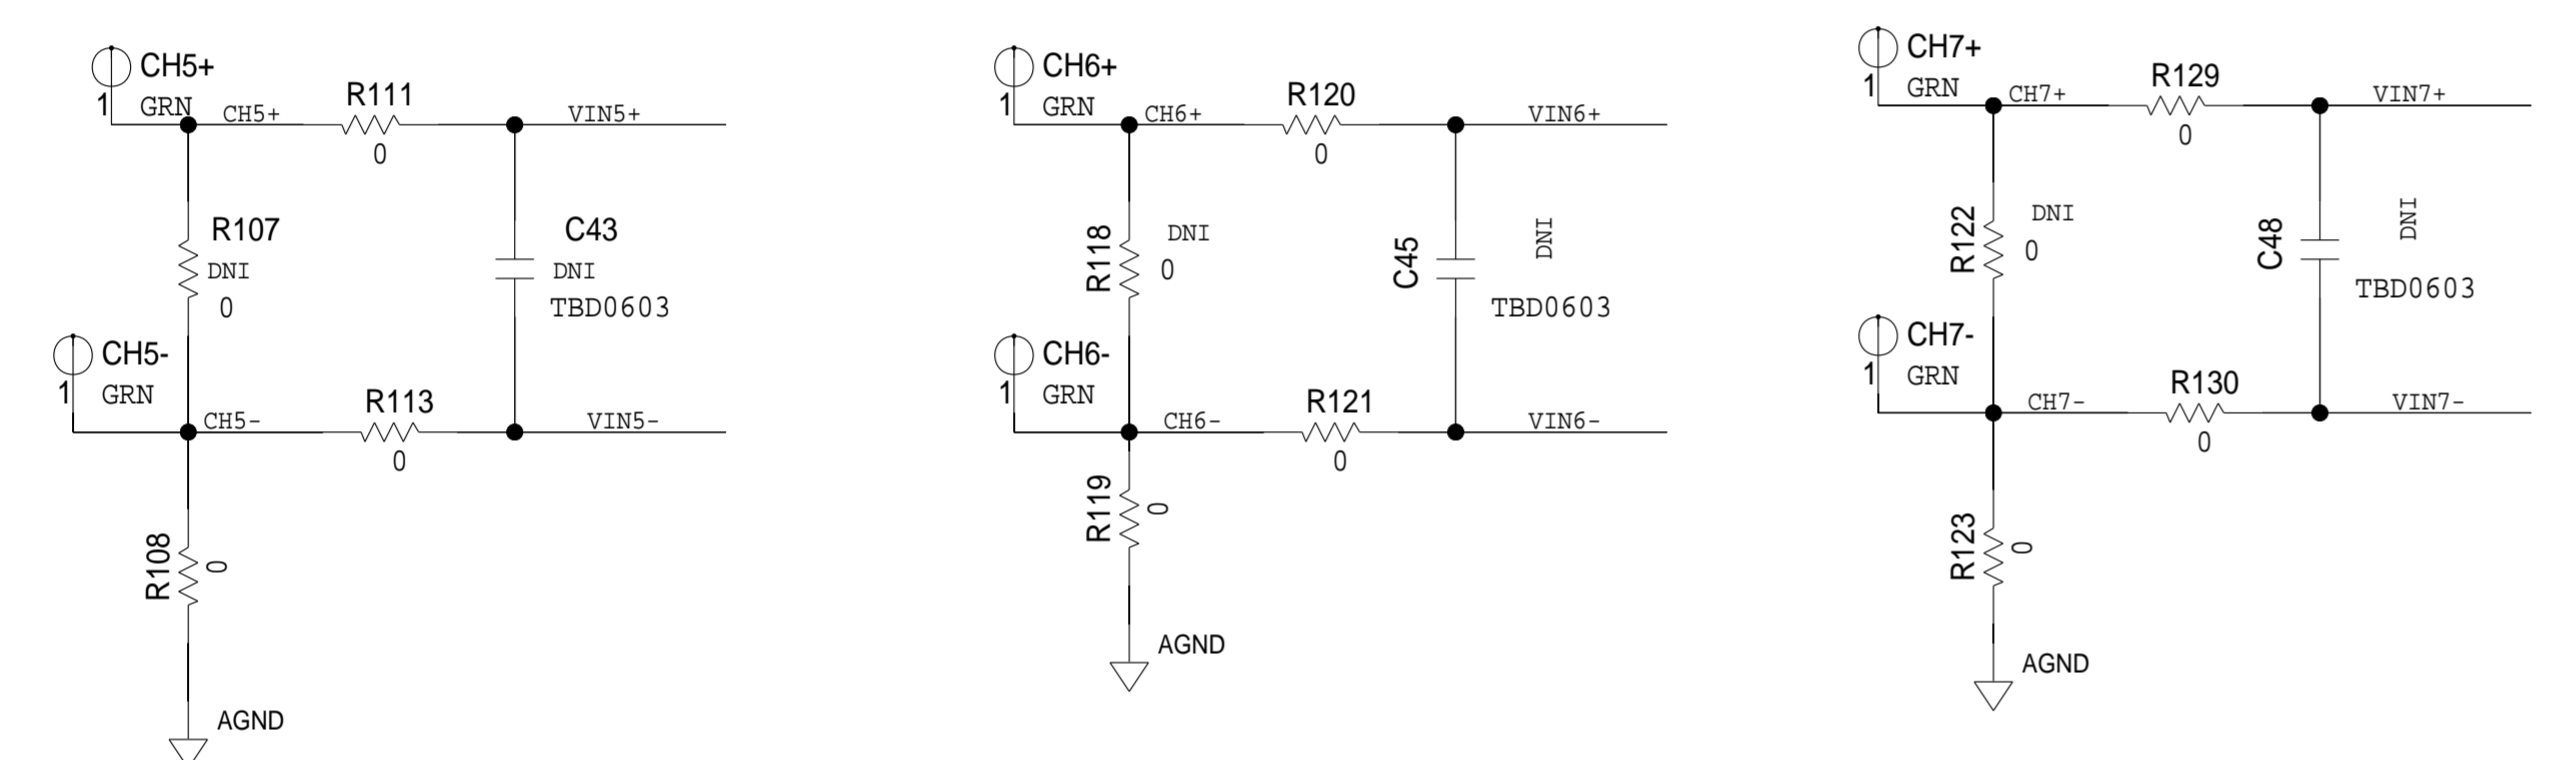 CH5+
1
GRN
CH5+
R111
0
VIN5+
R107
DNI
0
C43
DNI
TBD0603
CH5-
1
GRN
CH5-
R113
0
VIN5-
R108
0
AGND
CH6+
1
GRN
CH6+
R120
0
VIN6+
R118
DNI
0
C45
DNI
TBD0603
CH6-
1
GRN
CH6-
R121
0
VIN6-
R119
0
AGND
CH7+
1
GRN
CH7+
R129
0
VIN7+
R122
DNI
0
C48
DNI
TBD0603
CH7-
1
GRN
CH7-
R130
0
VIN7-
R123
0
AGND